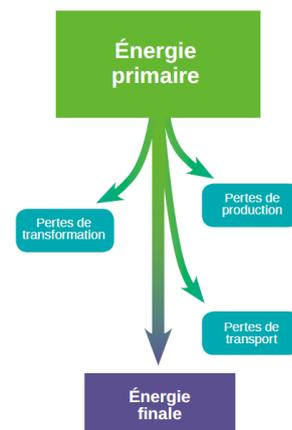 Énergie
primaire
Pertes de
production
Pertes de
transformation
Pertes de
transport
Énergie
finale